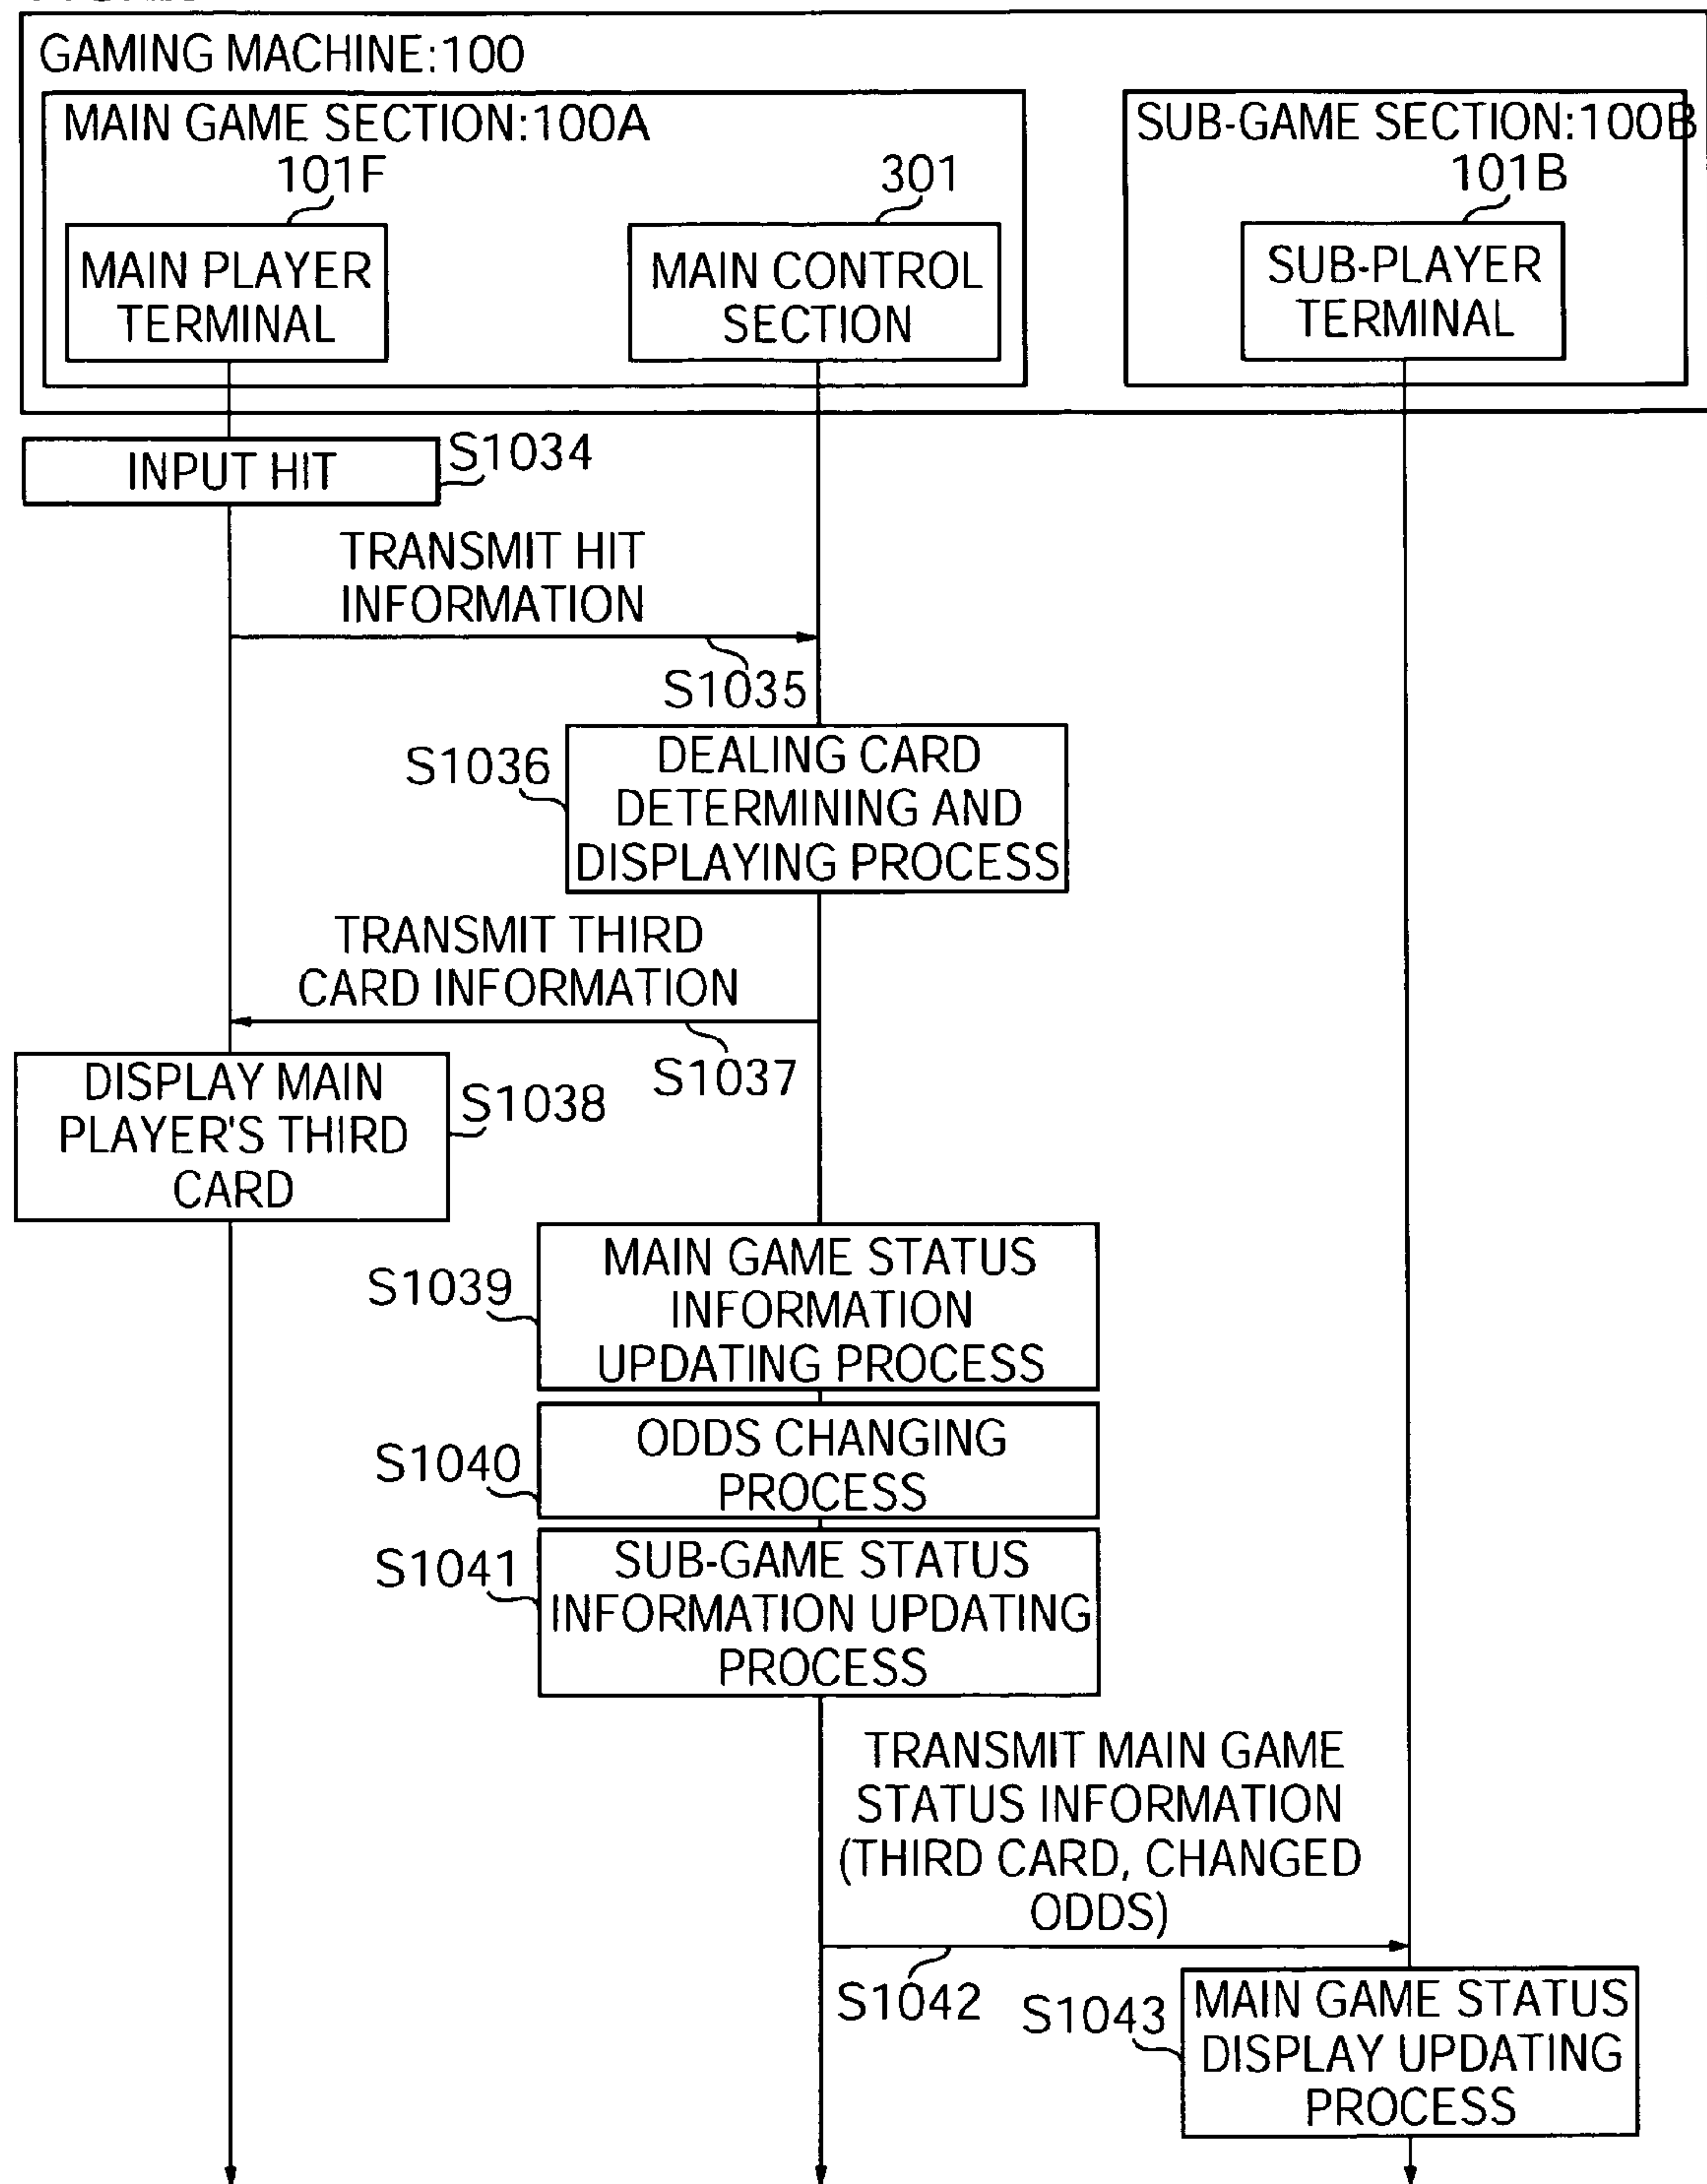 GAMING MACHINE:100
MAIN GAME SECTION:100A
SUB-GAME SECTION:100B
101F
301
101B
MAIN PLAYER
TERMINAL
MAIN CONTROL
SECTION
SUB-PLAYER
TERMINAL
INPUT HIT
S1034
TRANSMIT HIT
INFORMATION
S1035
S1036
DEALING CARD
DETERMINING AND
DISPLAYING PROCESS
TRANSMIT THIRD
CARD INFORMATION
S1037
DISPLAY MAIN
PLAYER'S THIRD
CARD
S1038
S1039
MAIN GAME STATUS
INFORMATION
UPDATING PROCESS
S1040
ODDS CHANGING
PROCESS
S1041
SUB-GAME STATUS
INFORMATION UPDATING
PROCESS
TRANSMIT MAIN GAME
STATUS INFORMATION
(THIRD CARD, CHANGED
ODDS)
S1042
S1043
MAIN GAME STATUS
DISPLAY UPDATING
PROCESS